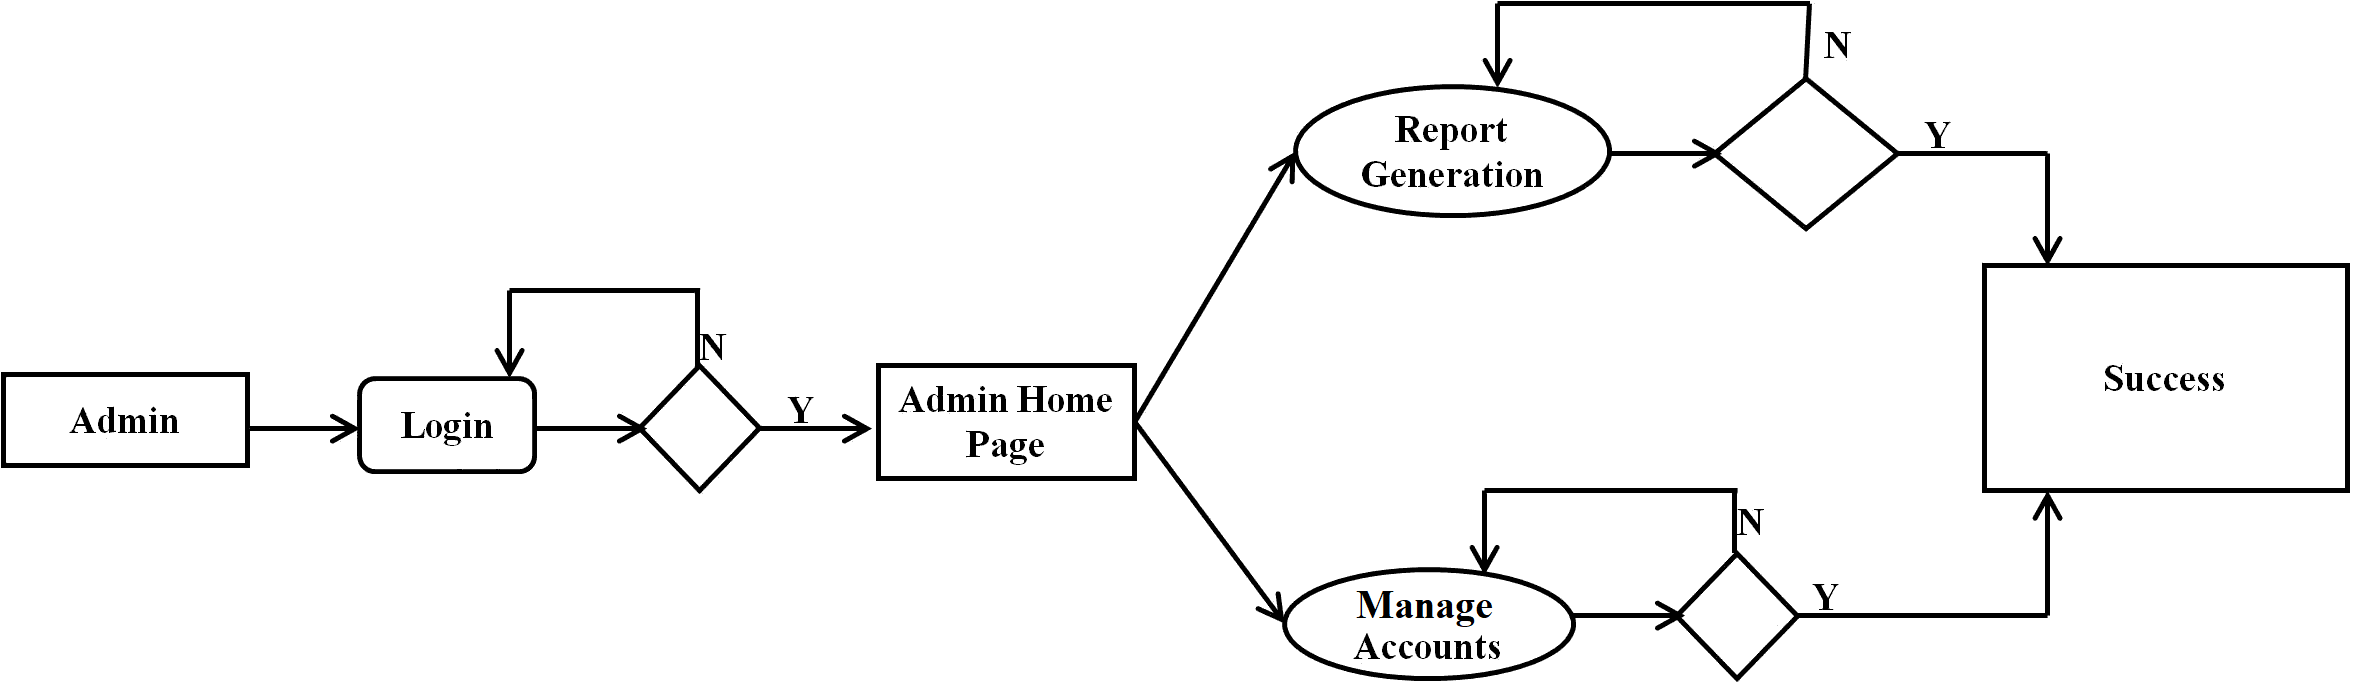 Admin
Login
N
Y
Admin Home
Page
Report
Generation
N
Y
Manage
Accounts
N
Y
Success